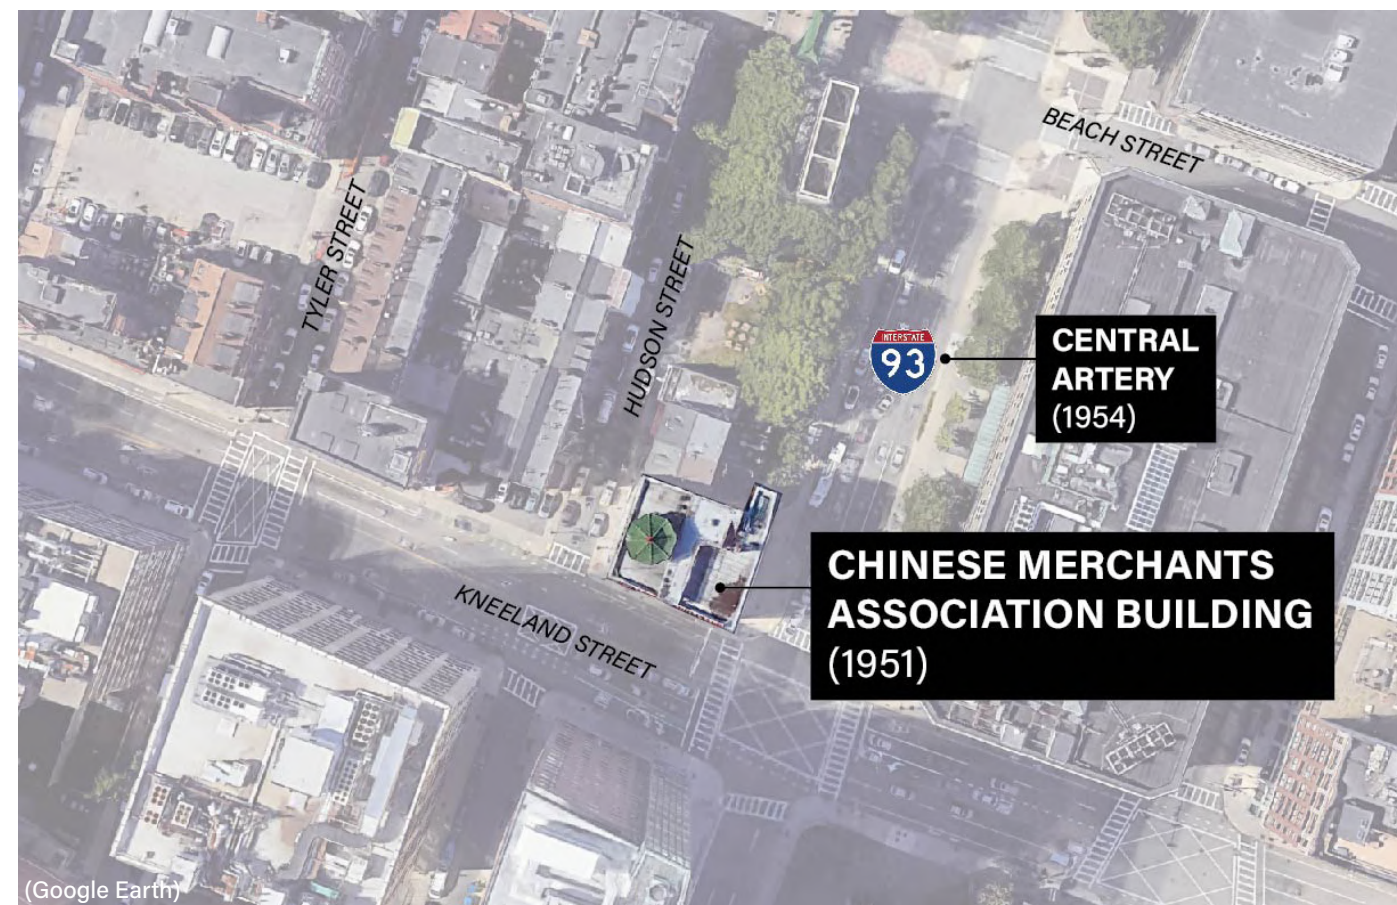 BEACH STREET
TYLER STREET
HUDSON STREET
INTERSTATE
93
CENTRAL
ARTERY
(1954)
CHINESE MERCHANTS
ASSOCIATION BUILDING
(1951)
KNEELAND STREET
(Google Earth)